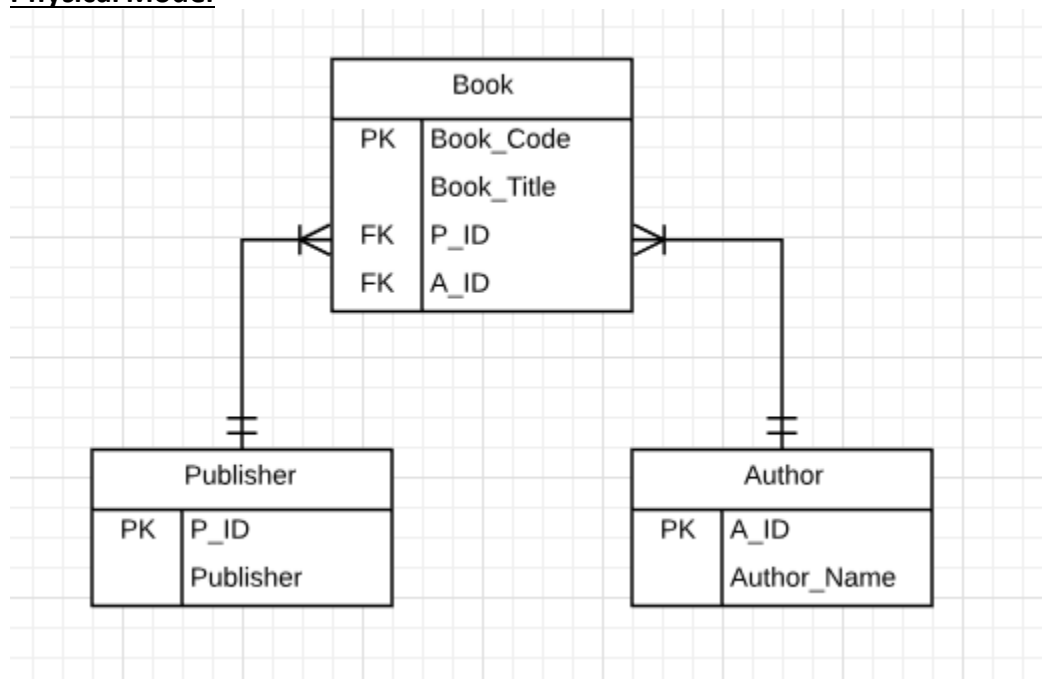 Physical Model
Book
PK Book_Code
Book_Title
FK P_ID
FK A_ID
Publisher
PK P_ID
Publisher
Author
PK A_ID
Author_Name